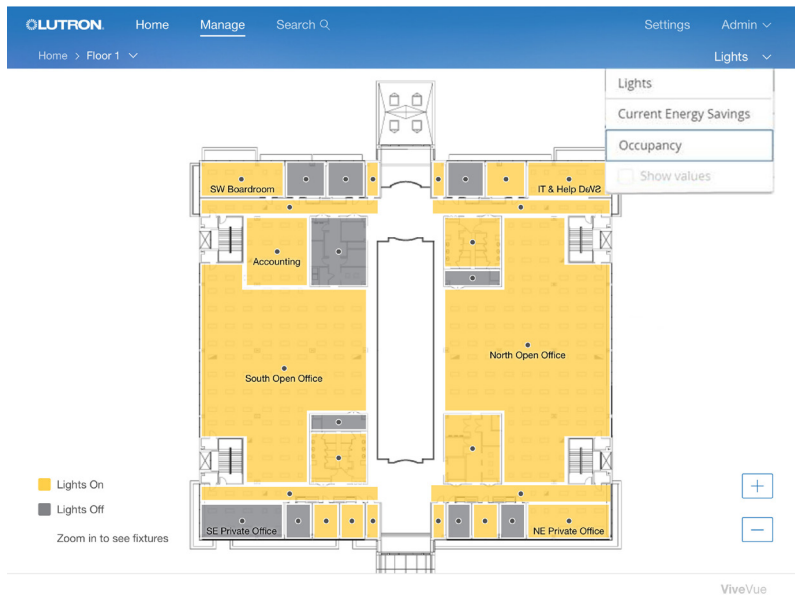 LUTRON.
Home
Manage
Search
Settings
Admin
Home > Floor 1
Lights
Lights
Current Energy Savings
Occupancy
Show values
SW Boardroom
IT & Help
Accounting
North Open Office
South Open Office
Lights On
Lights Off
Zoom in to see fixtures
SE Private Office
NE Private Office
ViveVue